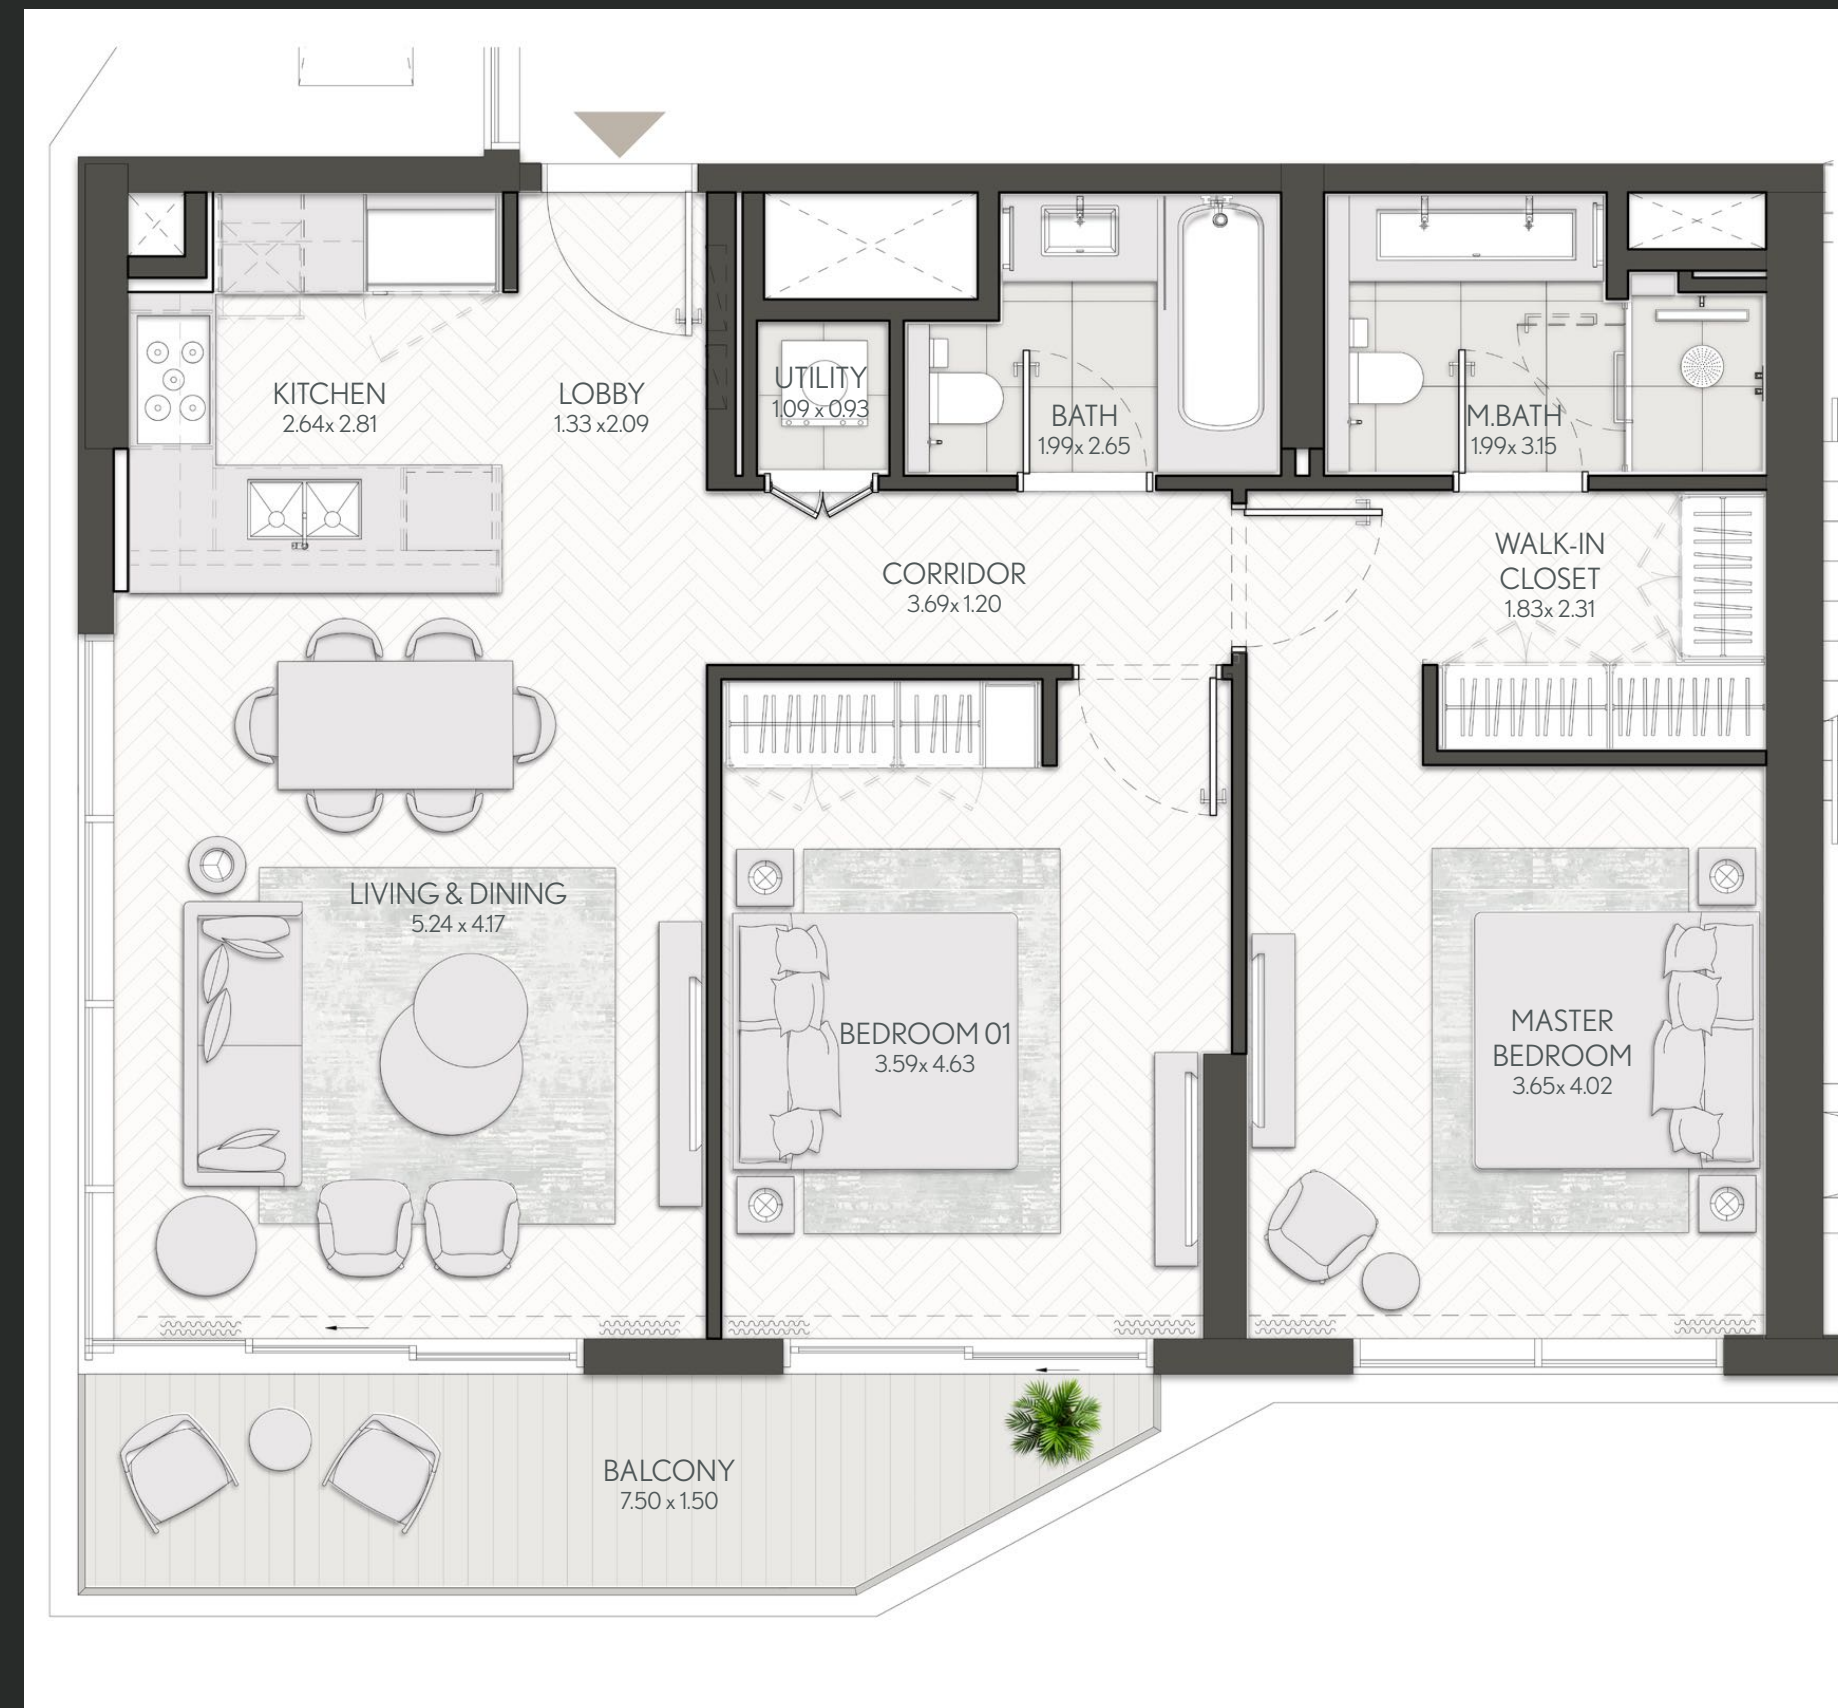 KITCHEN
2.64x 2.81
LOBBY
1.33 x2.09
UTILITY
1.09 x 0.93
BATH
1.99x 2.65
M.BATH
1.99x 3.15
CORRIDOR
3.69x 1.20
WALK-IN
CLOSET
1.83x 2.31
LIVING & DINING
5.24 x 4.17
BEDROOM 01
3.59x 4.63
MASTER
BEDROOM
3.65x 4.02
BALCONY
7.50 x 1.50